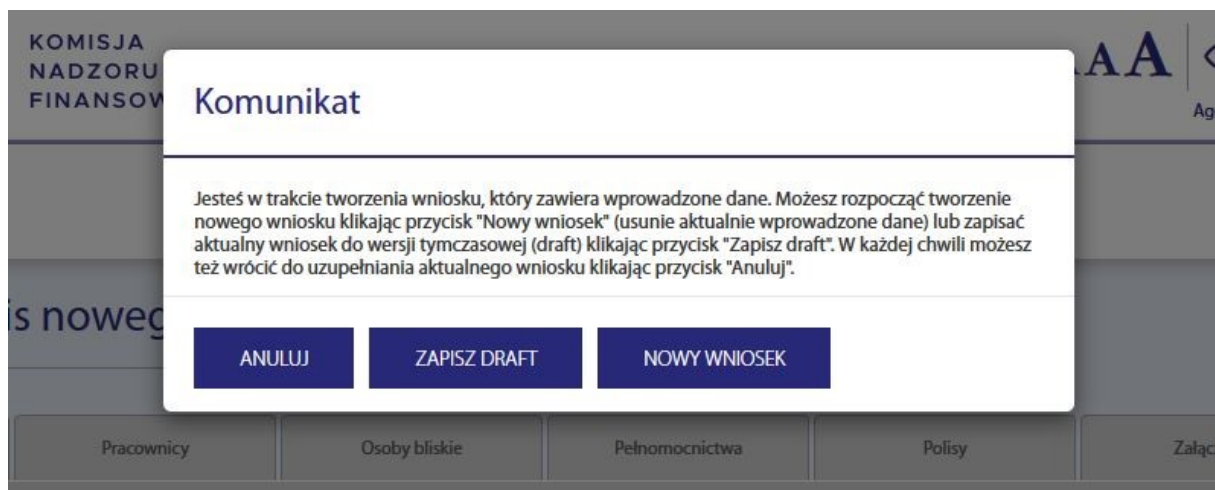 KOMISJA
NADZORU
FINANSOW
AA
Ag
Komunikat
Jesteś w trakcie tworzenia wniosku, który zawiera wprowadzone dane. Możesz rozpocząć tworzenie
nowego wniosku klikając przycisk "Nowy wniosek" (usunie aktualnie wprowadzone dane) lub zapisać
aktualny wniosek do wersji tymczasowej (draft) klikając przycisk "Zapisz draft". W każdej chwili możesz
też wrócić do uzupełniania aktualnego wniosku klikając przycisk "Anuluj".
is noweg
ANULUJ ZAPISZ DRAFT NOWY WNIOSEK
Pracownicy Osoby bliskie Pełnomocnictwa Polisy Załąc